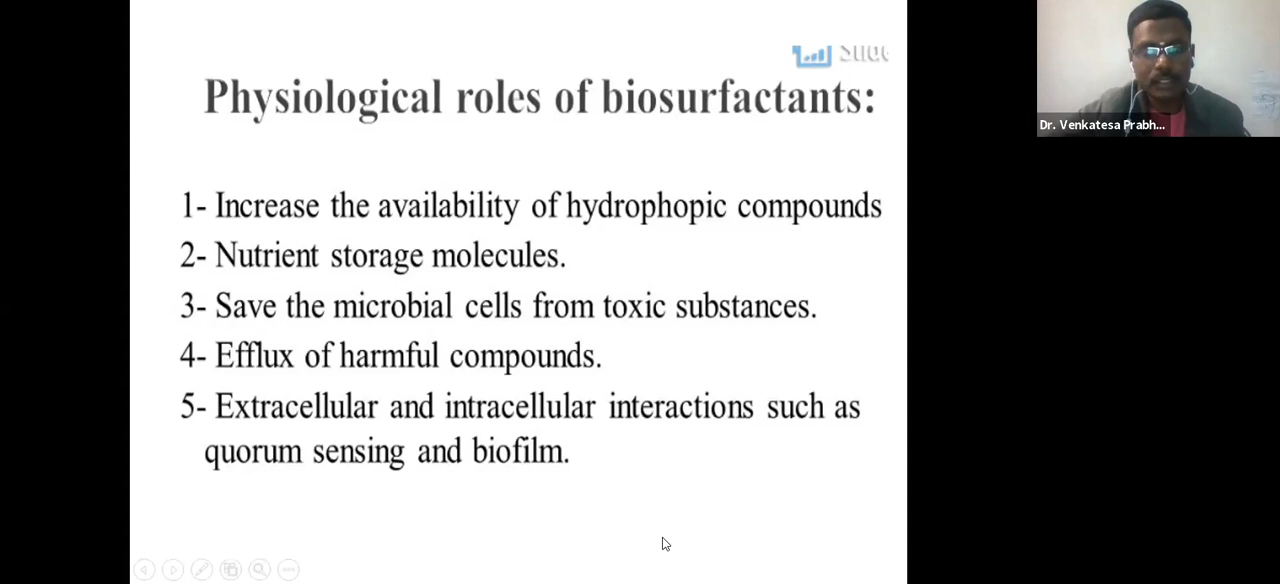 Physiological roles of biosurfactants:
1- Increase the availability of hydrophopic compounds
2- Nutrient storage molecules.
3- Save the microbial cells from toxic substances.
4- Efflux of harmful compounds.
5- Extracellular and intracellular interactions such as
quorum sensing and biofilm.
Dr. Venkatesa Prabh...